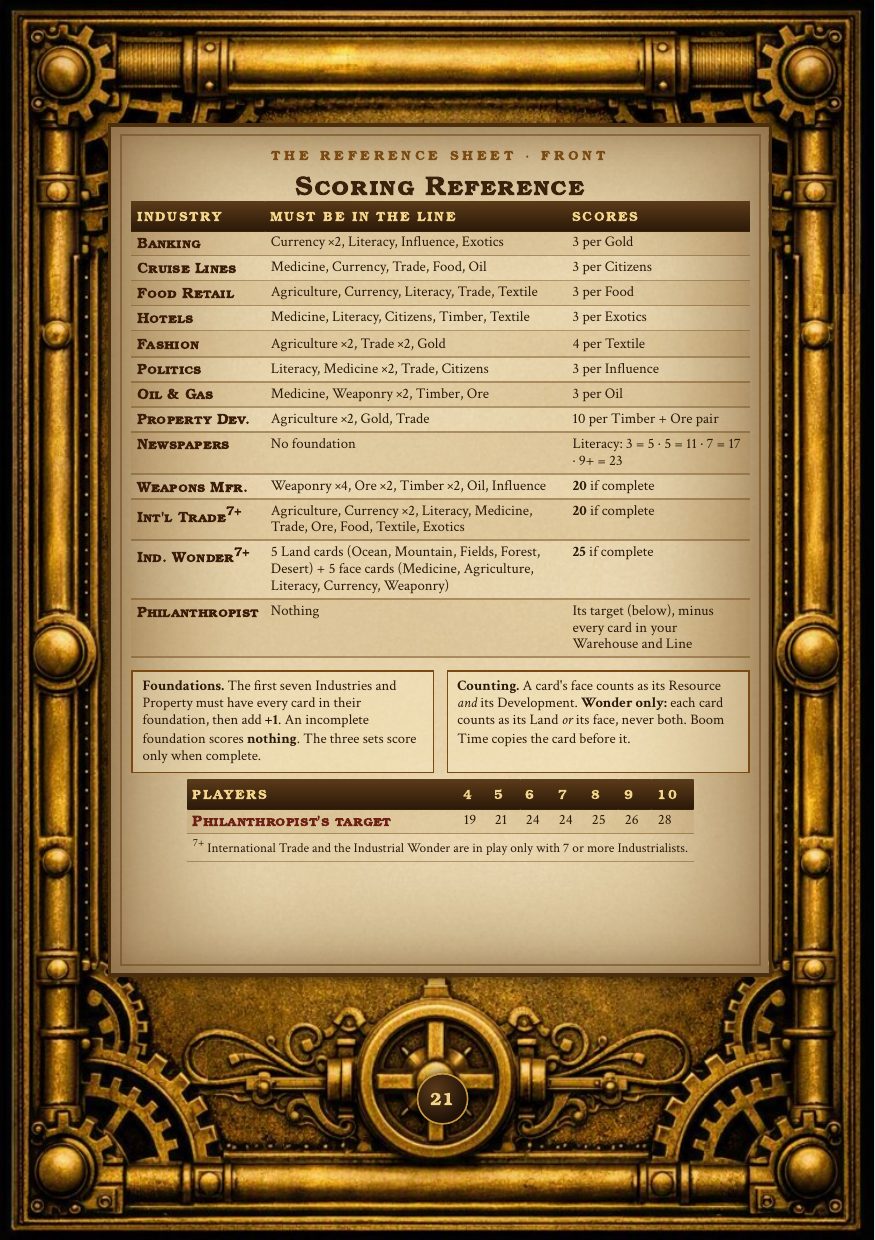 THE REFERENCE SHEET · FRONT
SCORING REFERENCE
INDUSTRY MUST BE IN THE LINE SCORES
BANKING Currency ×2, Literacy, Influence, Exotics 3 per Gold
CRUISE LINES Medicine, Currency, Trade, Food, Oil 3 per Citizens
FOOD RETAIL Agriculture, Currency, Literacy, Trade, Textile 3 per Food
HOTELS Medicine, Literacy, Citizens, Timber, Textile 3 per Exotics
FASHION Agriculture ×2, Trade ×2, Gold 4 per Textile
POLITICS Literacy, Medicine ×2, Trade, Citizens 3 per Influence
OIL & GAS Medicine, Weaponry ×2, Timber, Ore 3 per Oil
PROPERTY DEV. Agriculture ×2, Gold, Trade 10 per Timber + Ore pair
NEWSPAPERS No foundation Literacy: 3 = 5 · 5 = 11 · 7 = 17
· 9+ = 23
WEAPONS MFR. Weaponry ×4, Ore ×2, Timber ×2, Oil, Influence 20 if complete
INT'L TRADE7+ Agriculture, Currency ×2, Literacy, Medicine, 20 if complete
Trade, Ore, Food, Textile, Exotics
IND. WONDER7+ 5 Land cards (Ocean, Mountain, Fields, Forest, 25 if complete
Desert) + 5 face cards (Medicine, Agriculture,
Literacy, Currency, Weaponry)
PHILANTHROPIST Nothing Its target (below), minus
every card in your
Warehouse and Line
Foundations. The first seven Industries and
Property must have every card in their
foundation, then add +1. An incomplete
foundation scores nothing. The three sets score
only when complete.
Counting. A card's face counts as its Resource
and its Development. Wonder only: each card
counts as its Land or its face, never both. Boom
Time copies the card before it.
PLAYERS 4 5 6 7 8 9 10
PHILANTHROPIST'S TARGET 19 21 24 24 25 26 28
7+ International Trade and the Industrial Wonder are in play only with 7 or more Industrialists.
21